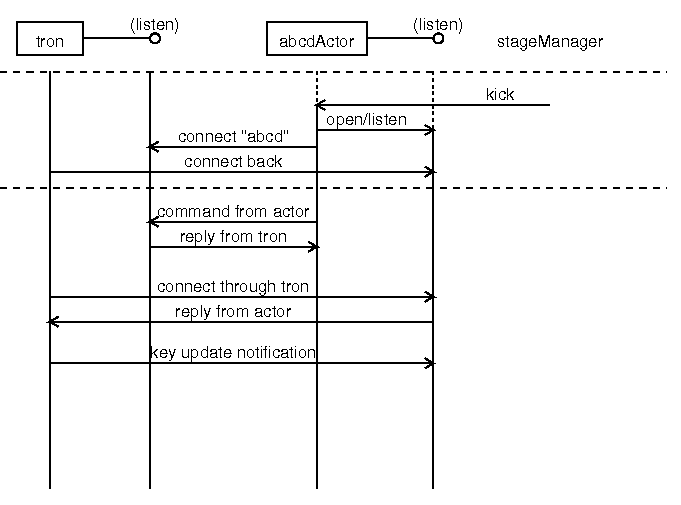 (listen)
(listen)
tron
abcdActor
stageManager
kick
open/listen
connect "abcd"
connect back
command from actor
reply from tron
connect through tron
reply from actor
key update notification